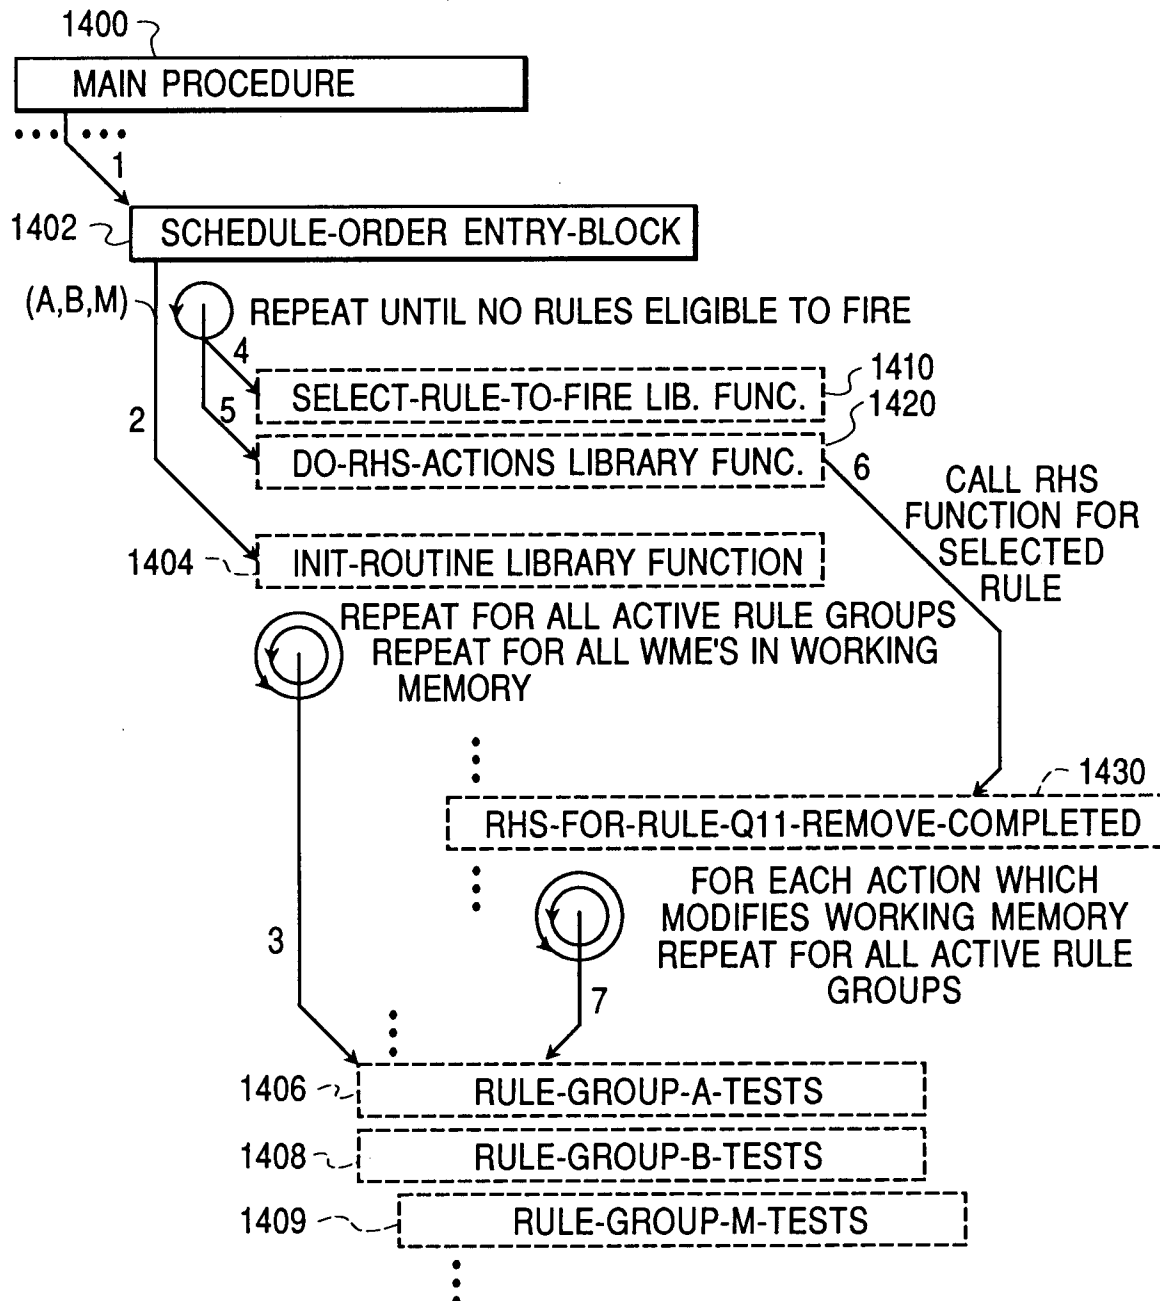 1400
MAIN PROCEDURE
1
1402
SCHEDULE-ORDER ENTRY-BLOCK
(A,B,M)
REPEAT UNTIL NO RULES ELIGIBLE TO FIRE
4
1410
SELECT-RULE-TO-FIRE LIB. FUNC.
2
5
1420
DO-RHS-ACTIONS LIBRARY FUNC.
6
CALL RHS
FUNCTION FOR
SELECTED
RULE
1404
INIT-ROUTINE LIBRARY FUNCTION
REPEAT FOR ALL ACTIVE RULE GROUPS
REPEAT FOR ALL WME'S IN WORKING
MEMORY
1430
RHS-FOR-RULE-Q11-REMOVE-COMPLETED
FOR EACH ACTION WHICH
MODIFIES WORKING MEMORY
REPEAT FOR ALL ACTIVE RULE
GROUPS
3
7
1406
RULE-GROUP-A-TESTS
1408
RULE-GROUP-B-TESTS
1409
RULE-GROUP-M-TESTS